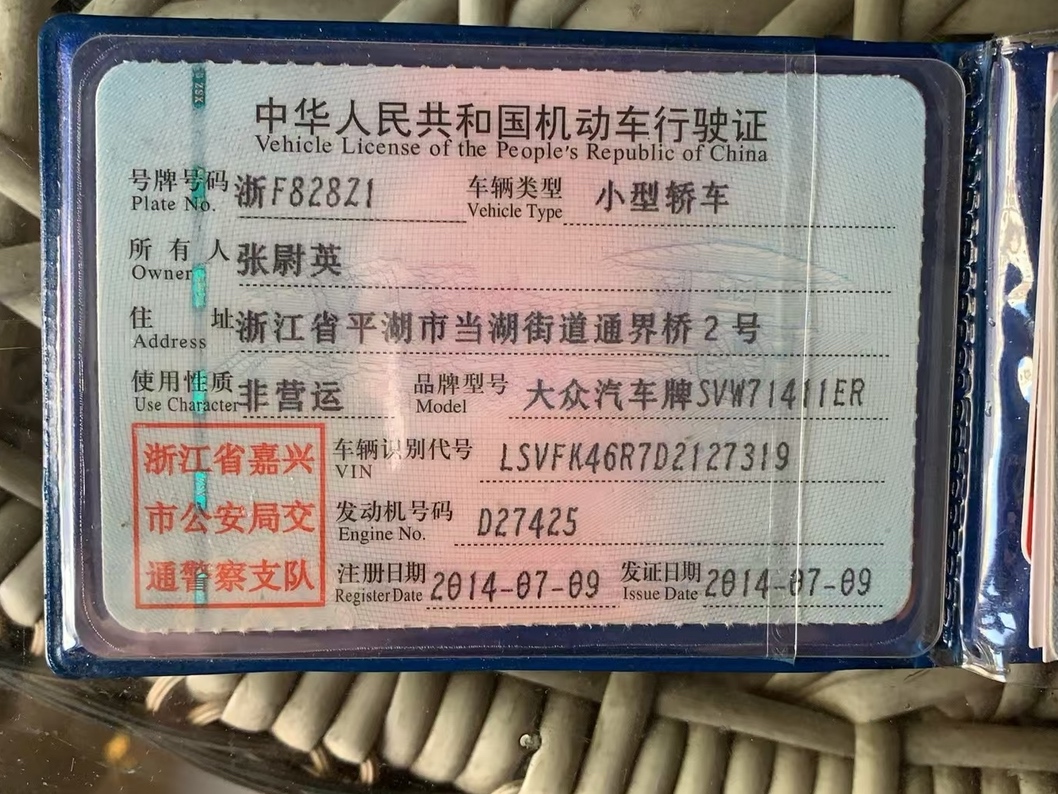 中华人民共和国机动车行驶证
Vehicle License of the People's Republic of China
号牌号码 浙F828Z1 车辆类型 小型轿车
Plate No. Vehicle Type
所有人 张尉英
Owner
住址 浙江省平湖市当湖街道通界桥2号
Address
使用性质 非营运 品牌型号 大众汽车牌SVW71411ER
Use Character Model
浙江省嘉兴
市公安局交
通警察支队
车辆识别代号 LSVFK46R7D2127319
VIN
发动机号码 D27425
Engine No.
注册日期 2014-07-09 发证日期 2014-07-09
Register Date Issue Date